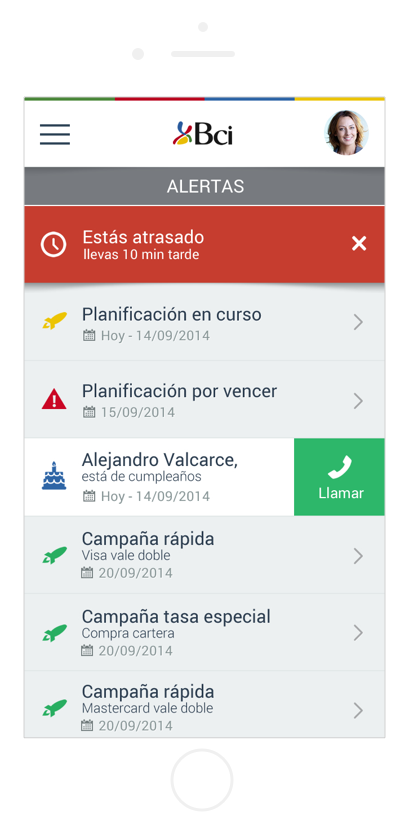 Bci
ALERTAS
Estás atrasado
llevas 10 min tarde
Planificación en curso
Hoy - 14/09/2014
Planificación por vencer
15/09/2014
Alejandro Valcarce,
está de cumpleaños
Hoy - 14/09/2014
Llamar
Campaña rápida
Visa vale doble
20/09/2014
Campaña tasa especial
Compra cartera
20/09/2014
Campaña rápida
Mastercard vale doble
20/09/2014